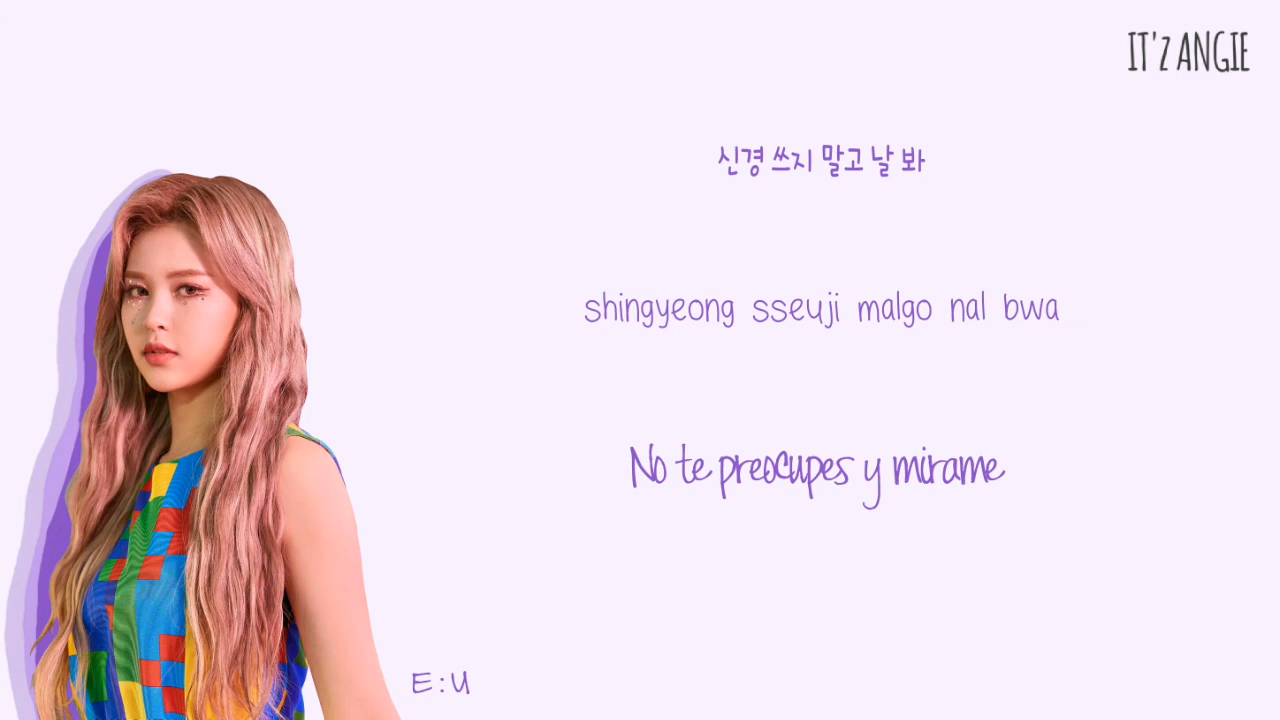 IT'z ANGIE
신경 쓰지 말고 날 봐
shingyeong sseuji malgo nal bwa
No te preocupes y mirame
E:U